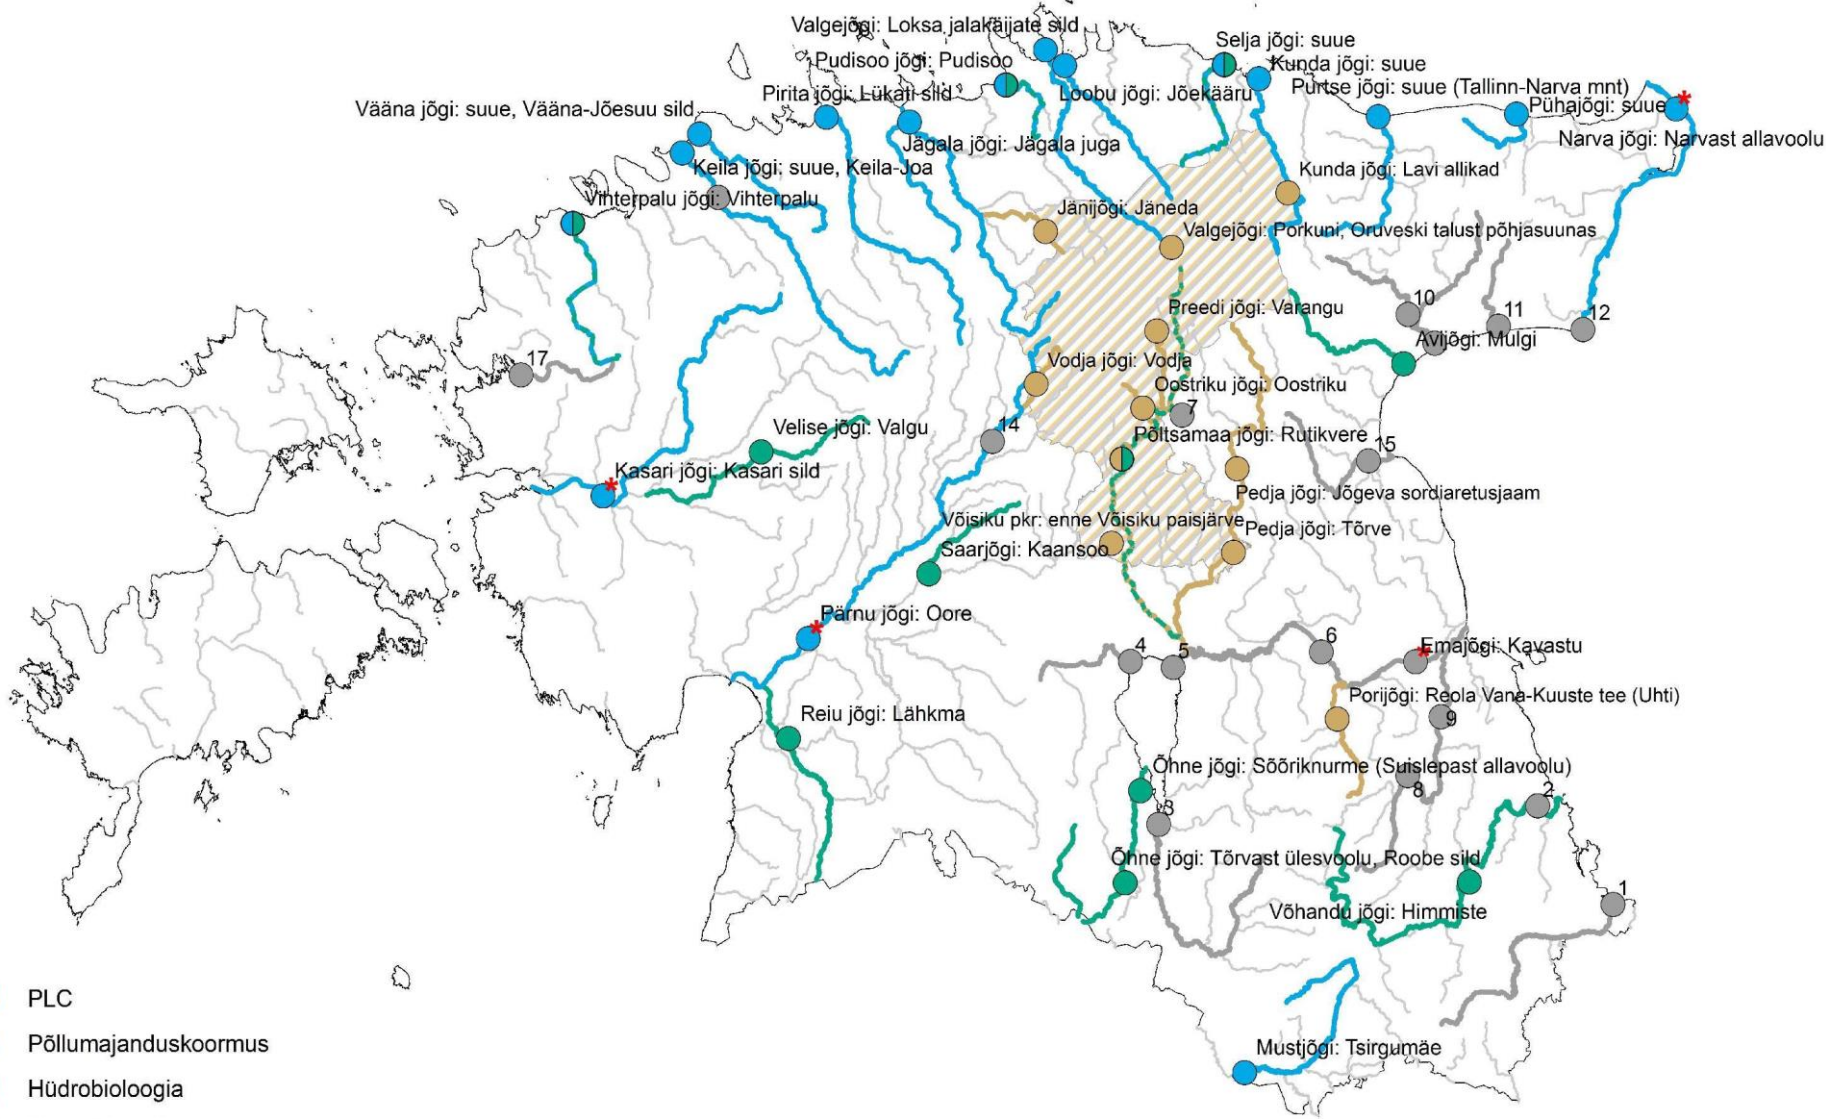 Valgejõgi: Loksa jalakäijate sild
Selja jõgi: suue
Pudisoo jõgi: Pudisoo
Kunda jõgi: suue
Pirita jõgi: Lükati sild
Loobu jõgi: Jõekääru
Purtse jõgi: suue (Tallinn-Narva mnt)
Vääna jõgi: suue, Vääna-Jõesuu sild
Pühajõgi: suue
Jägala jõgi: Jägala juga
Narva jõgi: Narvast allavoolu
Keila jõgi: suue, Keila-Joa
Kunda jõgi: Lavi allikad
Vihterpalu jõgi: Vihterpalu
Jänijõgi: Jäneda
Valgejõgi: Porkuni, Oruveski talust põhjasuunas
10
Preedi jõgi: Varangu
11
12
Avijõgi: Mulgi
17
Vodja jõgi: Vodja
Oostriku jõgi: Oostriku
7
Velise jõgi: Valgu
14
Põltsamaa jõgi: Rutikvere
15
Kasari jõgi: Kasari sild
Pedja jõgi: Jõgeva sordiaretusjaam
Võisiku pkr: enne Võisiku paisjärve
Pedja jõgi: Tõrve
Saarjõgi: Kaansoo
Pärnu jõgi: Oore
4
5
6
Emajõgi: Kavastu
Porijõgi: Reola Vana-Kuuste tee (Uhti)
9
Reiu jõgi: Lähkma
Õhne jõgi: Sõõriknurme (Suislepast allavoolu)
8
2
3
Õhne jõgi: Tõrvast ülesvoolu, Roobe sild
1
Võhandu jõgi: Himmiste
PLC
Põllumajanduskoormus
Mustjõgi: Tsirgumäe
Hüdrobioloogia